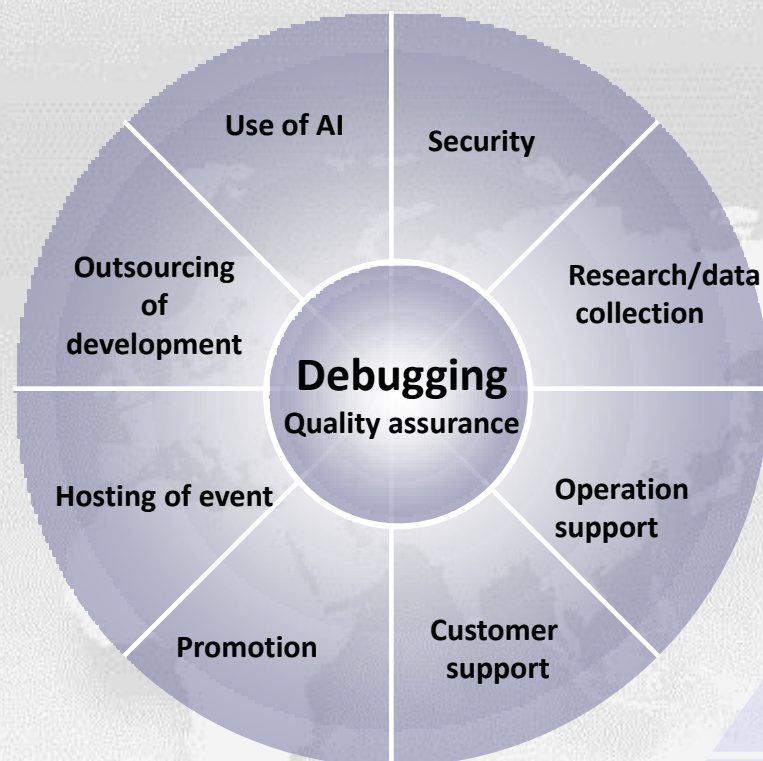 Use of AI
Security
Outsourcing
of
development
Research/data
collection
Debugging
Quality assurance
Hosting of event
Operation
support
Promotion
Customer
support